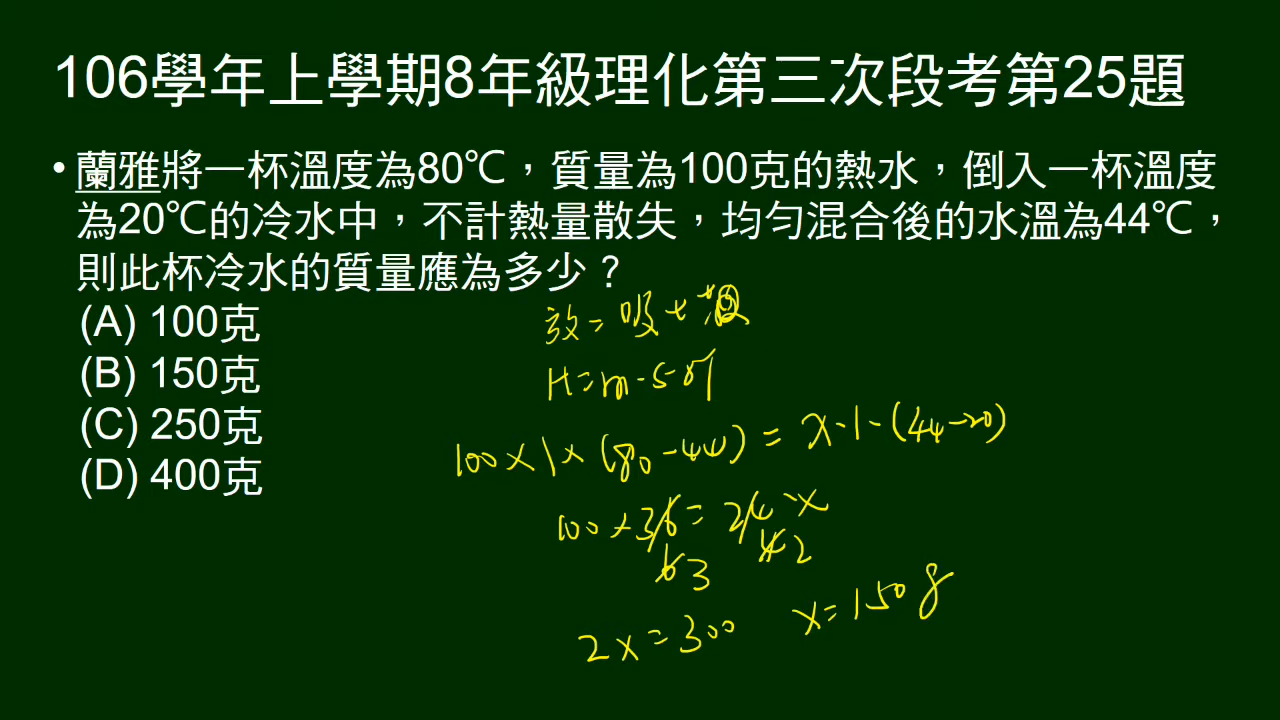 106學年上學期8年級理化第三次段考第25題
• 蘭雅將一杯溫度為80℃，質量為100克的熱水，倒入一杯溫度
為20℃的冷水中，不計熱量散失，均勻混合後的水溫為44℃，
則此杯冷水的質量應為多少？
(A) 100克
(B) 150克
(C) 250克
(D) 400克
放=吸+
H=m·s·ΔT
100×1×(80-44)=x·1·(44-20)
100×36=24·x
6 3 4 2
2x=300 x=150g